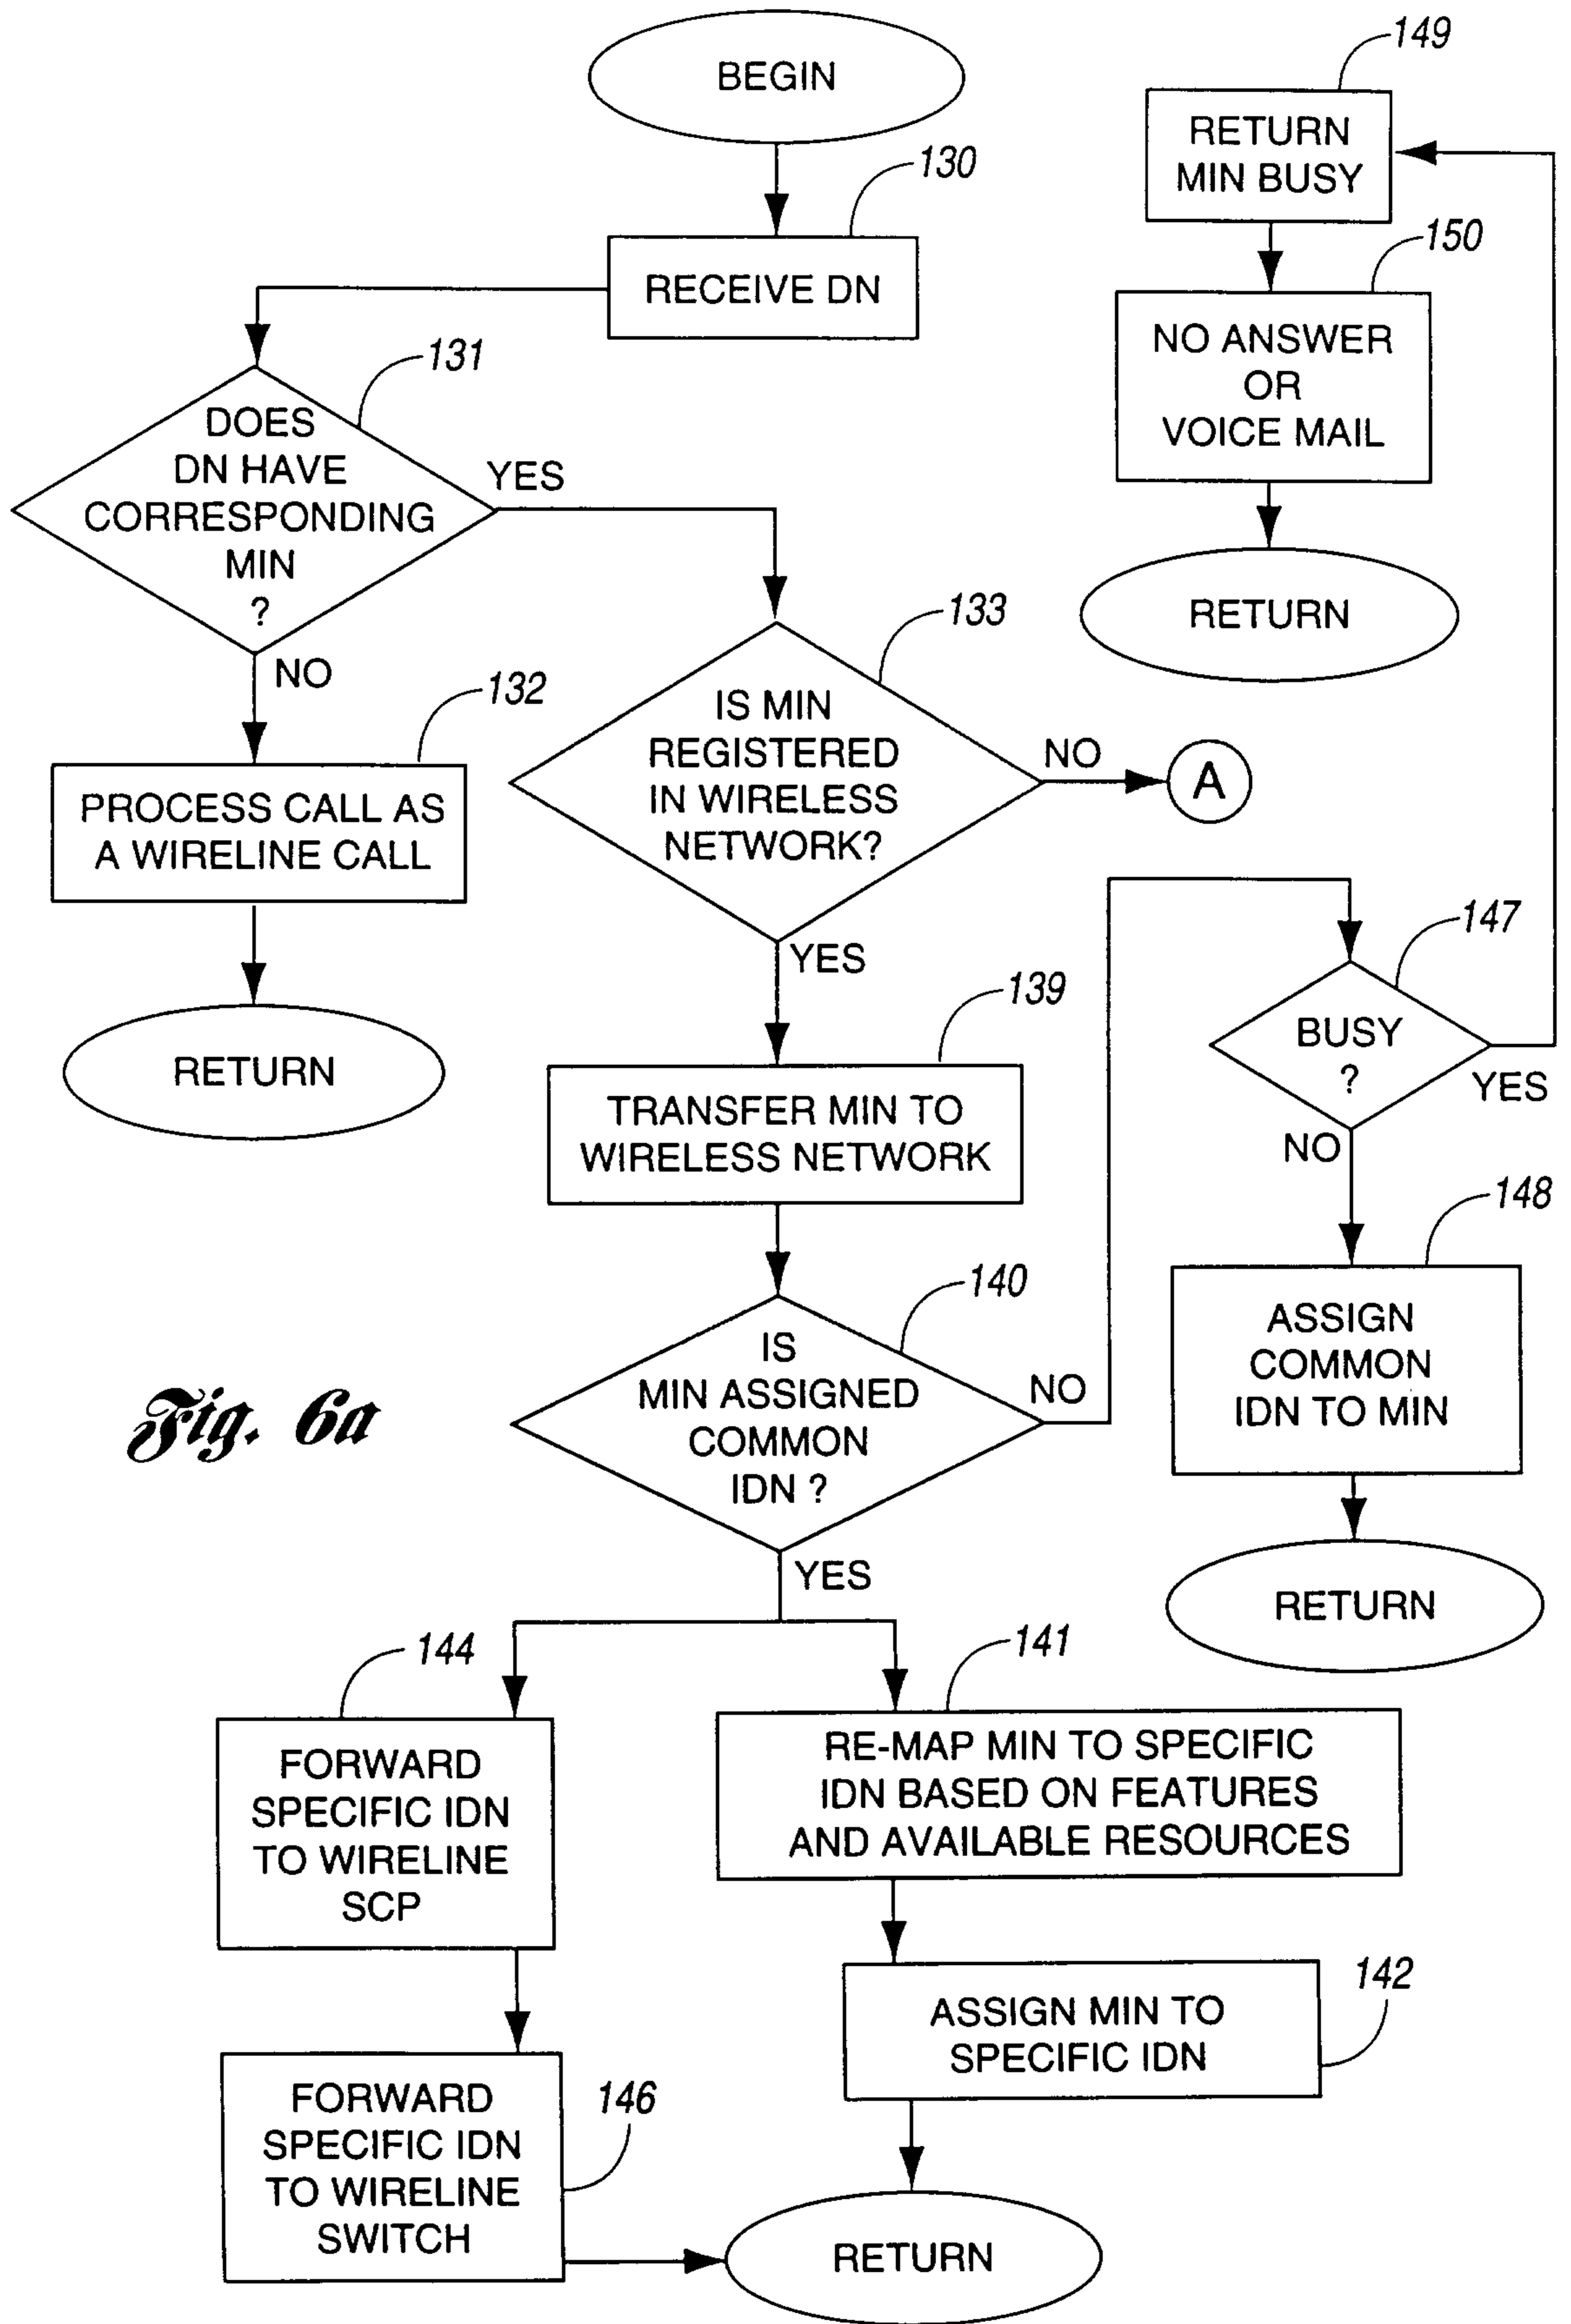 BEGIN
130
RECEIVE DN
131
DOES
DN HAVE
CORRESPONDING
MIN
?
YES
NO
132
PROCESS CALL AS
A WIRELINE CALL
RETURN
133
IS MIN
REGISTERED
IN WIRELESS
NETWORK?
NO
A
YES
139
TRANSFER MIN TO
WIRELESS NETWORK
140
IS
MIN ASSIGNED
COMMON
IDN ?
NO
YES
149
RETURN
MIN BUSY
150
NO ANSWER
OR
VOICE MAIL
RETURN
147
BUSY
?
YES
NO
148
ASSIGN
COMMON
IDN TO MIN
RETURN
Fig. 6a
144
FORWARD
SPECIFIC IDN
TO WIRELINE
SCP
141
RE-MAP MIN TO SPECIFIC
IDN BASED ON FEATURES
AND AVAILABLE RESOURCES
142
ASSIGN MIN TO
SPECIFIC IDN
146
FORWARD
SPECIFIC IDN
TO WIRELINE
SWITCH
RETURN